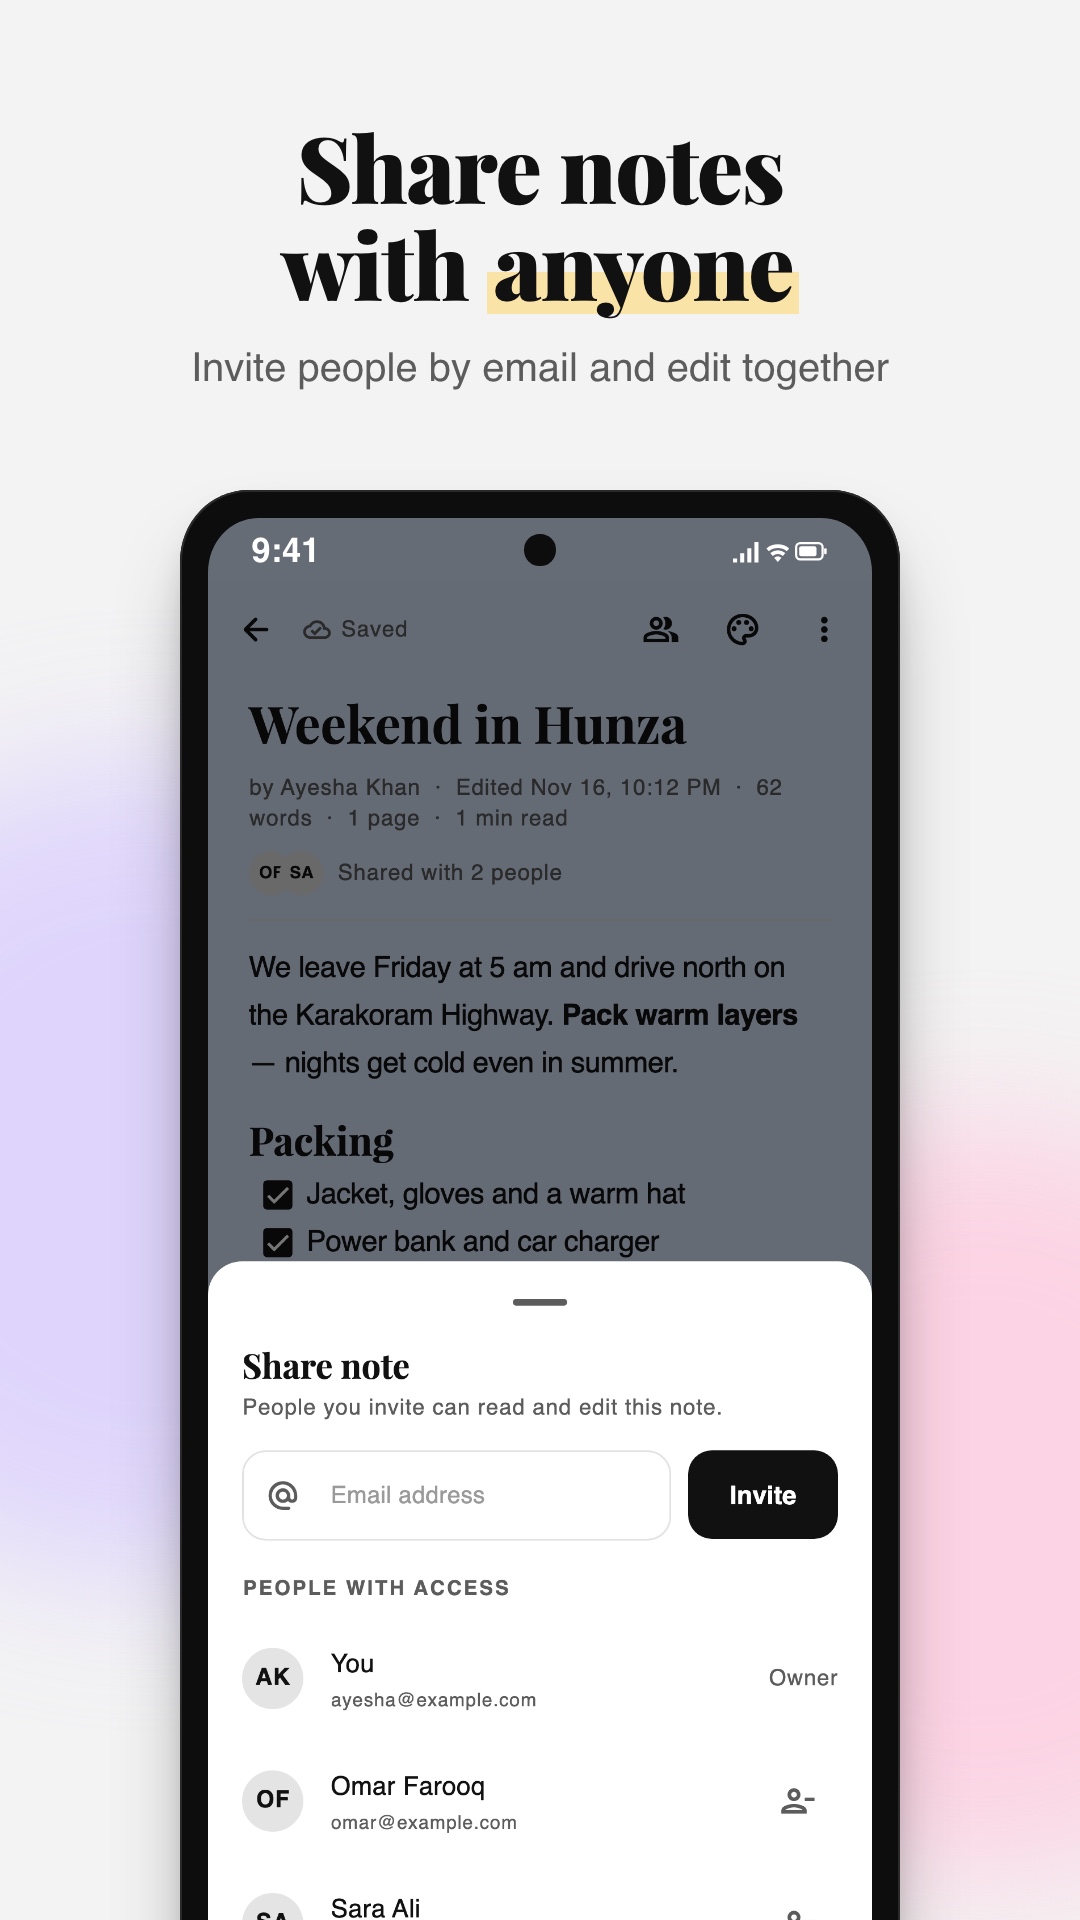 Share notes
with anyone
Invite people by email and edit together
9:41
Saved
Weekend in Hunza
by Ayesha Khan · Edited Nov 16, 10:12 PM · 62
words · 1 page · 1 min read
OF SA Shared with 2 people
We leave Friday at 5 am and drive north on
the Karakoram Highway. Pack warm layers
— nights get cold even in summer.
Packing
Jacket, gloves and a warm hat
Power bank and car charger
Share note
People you invite can read and edit this note.
Email address
Invite
PEOPLE WITH ACCESS
AK
You
Owner
ayesha@example.com
OF
Omar Farooq
omar@example.com
SA
Sara Ali